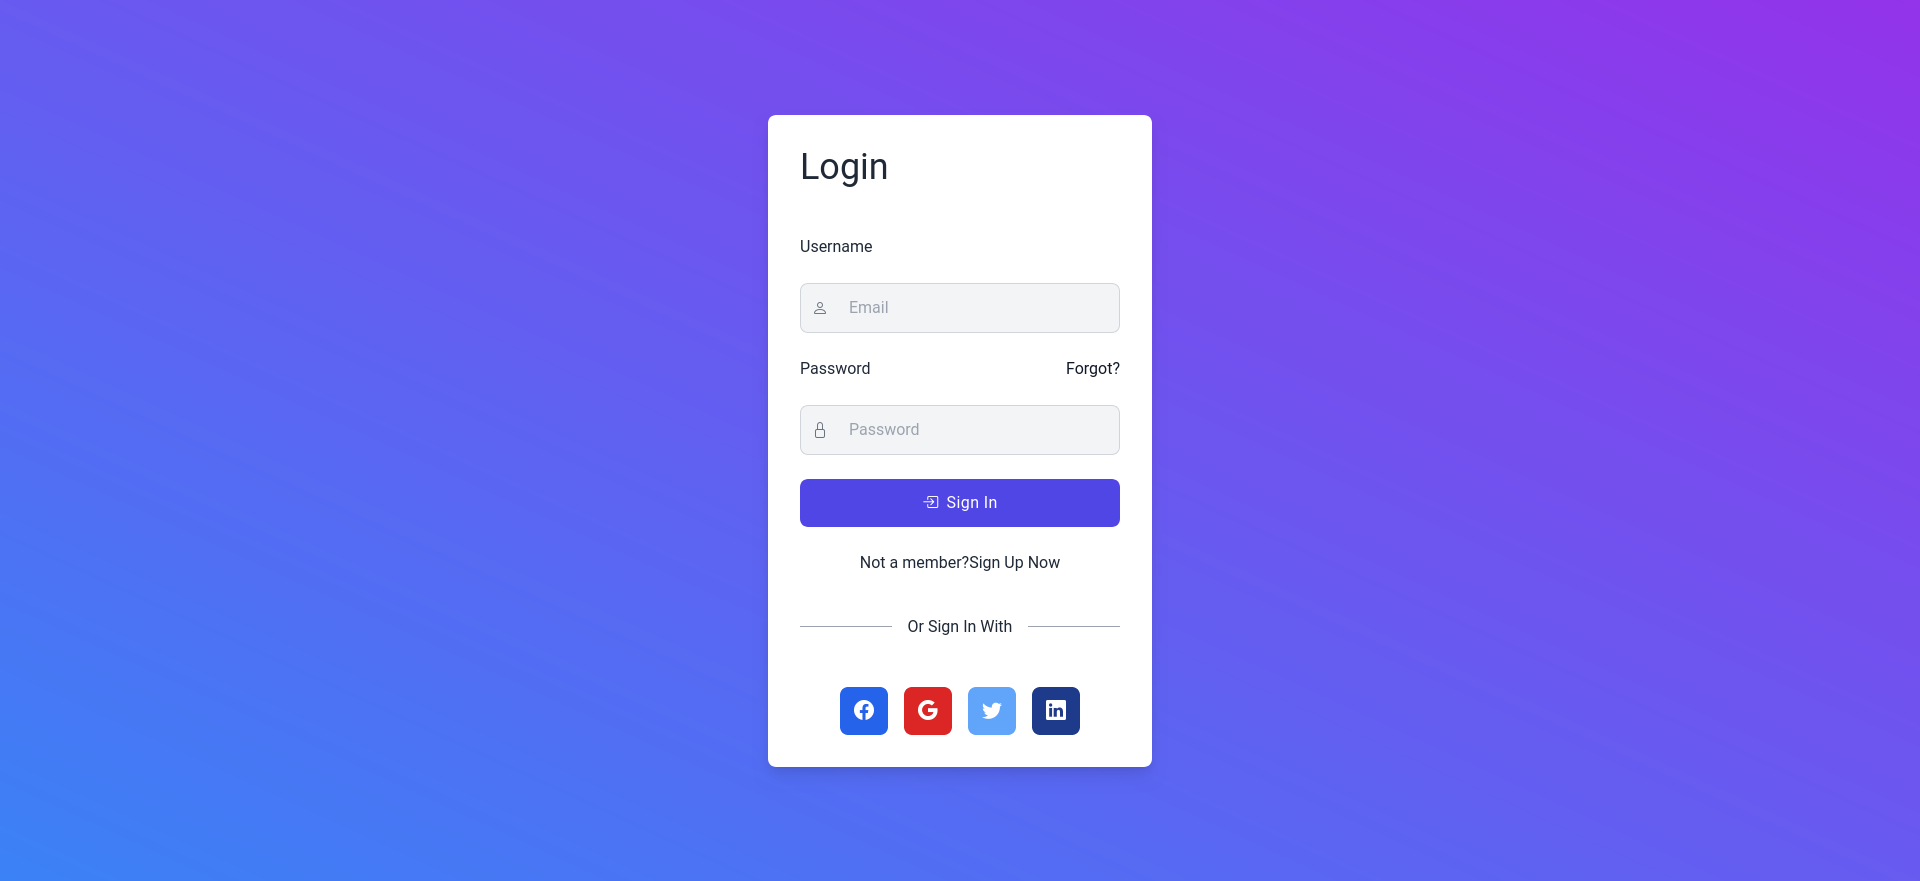 Login
Username
Email
Password Forgot?
Password
Sign In
Not a member?Sign Up Now
Or Sign In With